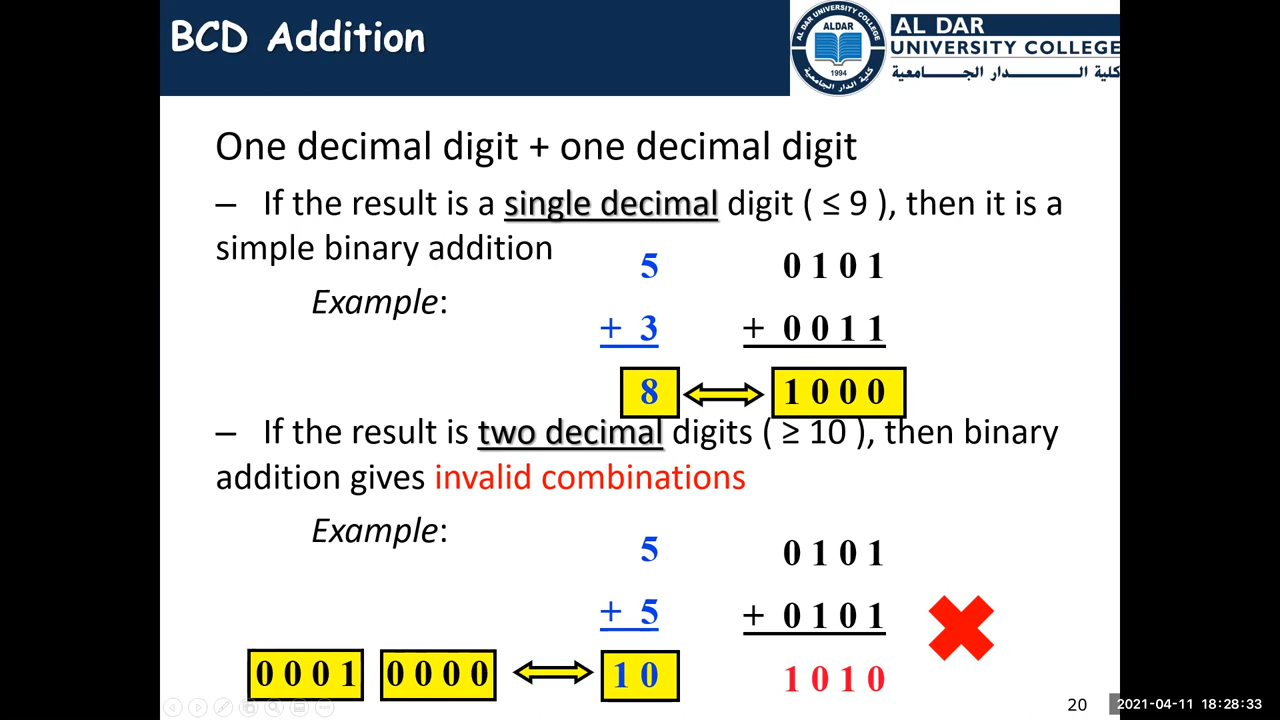 BCD Addition
ALDAR
1994
كلية الدار الجامعية
AL DAR
UNIVERSITY COLLEGE
كلية الـدار الجـامعية
One decimal digit + one decimal digit
– If the result is a single decimal digit ( ≤ 9 ), then it is a
simple binary addition
5 0 1 0 1
Example:
+ 3 + 0 0 1 1
8 1 0 0 0
– If the result is two decimal digits ( ≥ 10 ), then binary
addition gives invalid combinations
Example:
5 0 1 0 1
+ 5 + 0 1 0 1
0 0 0 1 0 0 0 0 1 0 1 0 1 0
20
2021-04-11 18:28:33